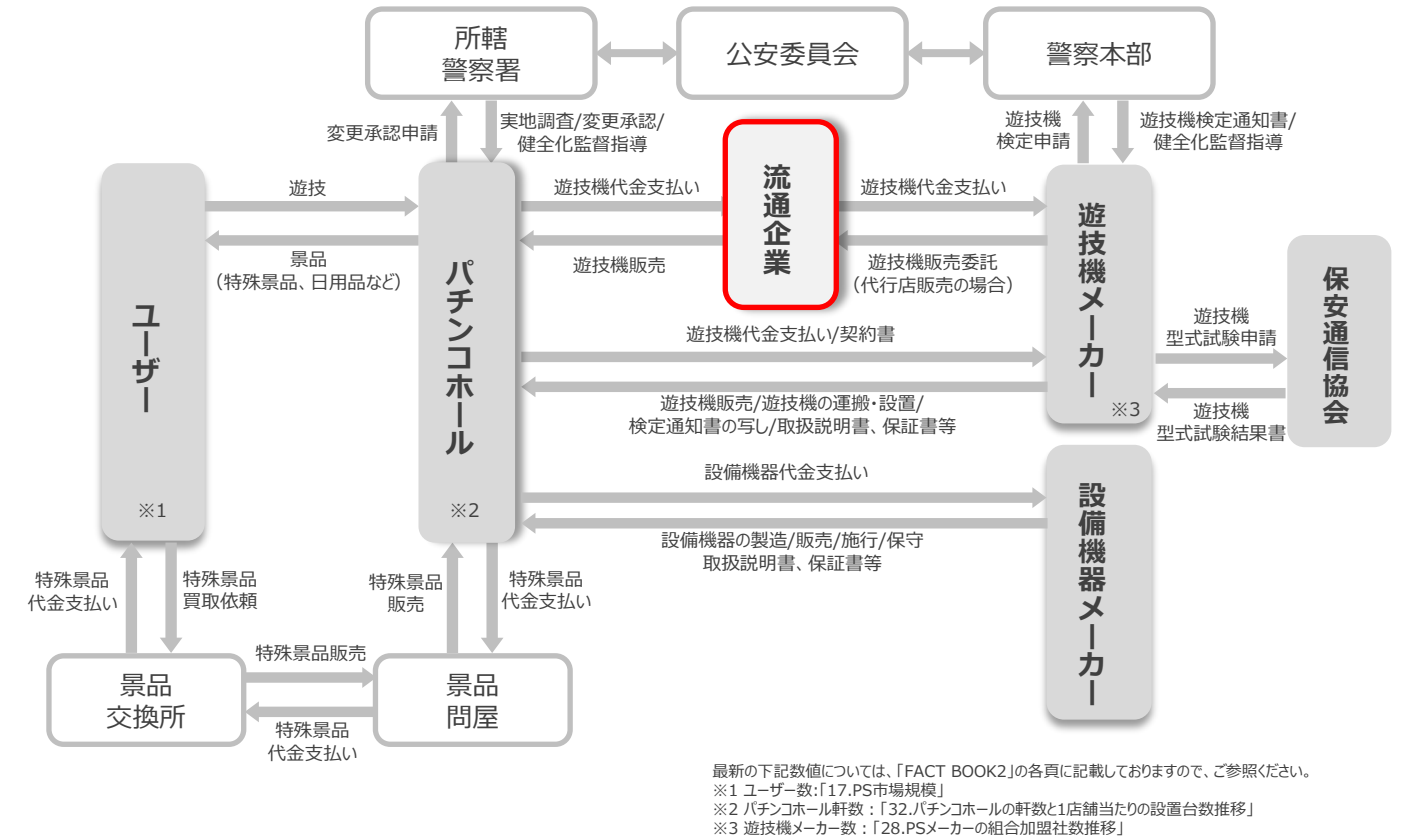 所轄
警察署
公安委員会
警察本部
変更承認申請
実地調査/変更承認/
健全化監督指導
遊技機
検定申請
遊技機検定通知書/
健全化監督指導
ユーザー
※1
遊技
景品
(特殊景品、日用品など)
パチンコホール
※2
遊技機代金支払い
遊技機販売
流通企業
遊技機代金支払い
遊技機販売委託
(代行店販売の場合)
遊技機メーカー
※3
遊技機代金支払い/契約書
遊技機販売/遊技機の運搬・設置/
検定通知書の写し/取扱説明書、保証書等
遊技機
型式試験申請
遊技機
型式試験結果書
保安通信協会
設備機器代金支払い
設備機器の製造/販売/施行/保守
取扱説明書、保証書等
設備機器メーカー
特殊景品
代金支払い
特殊景品
買取依頼
特殊景品
販売
特殊景品
代金支払い
景品
交換所
特殊景品販売
特殊景品
代金支払い
景品
問屋
最新の下記数値については、「FACT BOOK2」の各頁に記載しておりますので、ご参照ください。
※1 ユーザー数:「17.PS市場規模」
※2 パチンコホール軒数:「32.パチンコホールの軒数と1店舗当たりの設置台数推移」
※3 遊技機メーカー数:「28.PSメーカーの組合加盟社数推移」